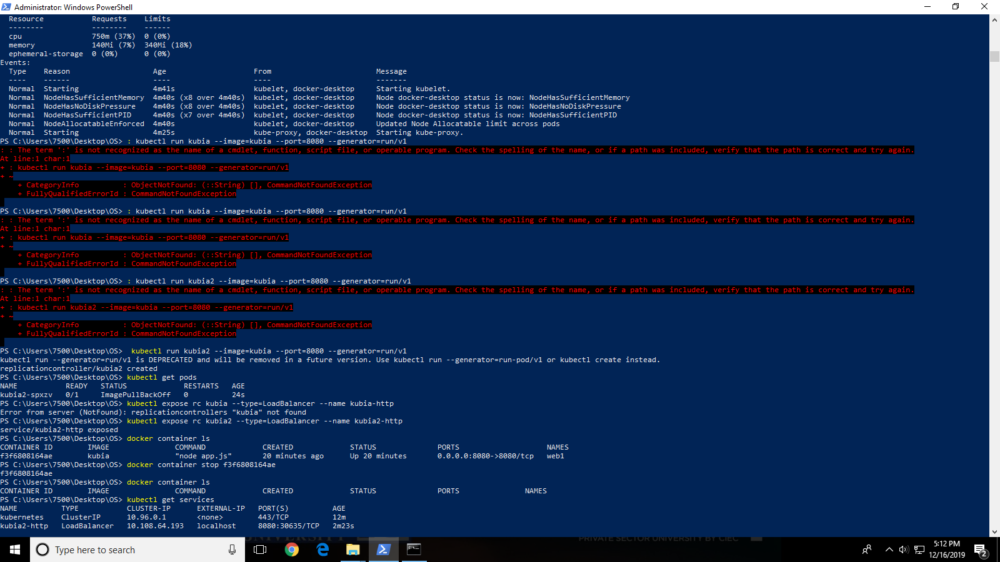 Administrator: Windows PowerShell
  Resource           Requests    Limits
  --------           --------    ------
  cpu                750m (37%)  0 (0%)
  memory             140Mi (7%)  340Mi (18%)
  ephemeral-storage  0 (0%)      0 (0%)
Events:
  Type    Reason                   Age                    From                        Message
  ----    ------                   ----                   ----                        -------
  Normal  Starting                 4m41s                  kubelet, docker-desktop     Starting kubelet.
  Normal  NodeHasSufficientMemory  4m40s (x8 over 4m40s)  kubelet, docker-desktop     Node docker-desktop status is now: NodeHasSufficientMemory
  Normal  NodeHasNoDiskPressure    4m40s (x8 over 4m40s)  kubelet, docker-desktop     Node docker-desktop status is now: NodeHasNoDiskPressure
  Normal  NodeHasSufficientPID     4m40s (x7 over 4m40s)  kubelet, docker-desktop     Node docker-desktop status is now: NodeHasSufficientPID
  Normal  NodeAllocatableEnforced  4m40s                  kubelet, docker-desktop     Updated Node Allocatable limit across pods
  Normal  Starting                 4m25s                  kube-proxy, docker-desktop  Starting kube-proxy.
PS C:\Users\7500\Desktop\OS> : kubectl run kubia --image=kubia --port=8080 --generator=run/v1
: : The term ':' is not recognized as the name of a cmdlet, function, script file, or operable program. Check the spelling of the name, or if a path was included, verify that the path is correct and try again.
At line:1 char:1
+ : kubectl run kubia --image=kubia --port=8080 --generator=run/v1
+ ~
    + CategoryInfo          : ObjectNotFound: (::String) [], CommandNotFoundException
    + FullyQualifiedErrorId : CommandNotFoundException
PS C:\Users\7500\Desktop\OS> : kubectl run kubia --image=kubia --port=8080 --generator=run/v1
: : The term ':' is not recognized as the name of a cmdlet, function, script file, or operable program. Check the spelling of the name, or if a path was included, verify that the path is correct and try again.
At line:1 char:1
+ : kubectl run kubia --image=kubia --port=8080 --generator=run/v1
+ ~
    + CategoryInfo          : ObjectNotFound: (::String) [], CommandNotFoundException
    + FullyQualifiedErrorId : CommandNotFoundException
PS C:\Users\7500\Desktop\OS> : kubectl run kubia2 --image=kubia --port=8080 --generator=run/v1
: : The term ':' is not recognized as the name of a cmdlet, function, script file, or operable program. Check the spelling of the name, or if a path was included, verify that the path is correct and try again.
At line:1 char:1
+ : kubectl run kubia2 --image=kubia --port=8080 --generator=run/v1
+ ~
    + CategoryInfo          : ObjectNotFound: (::String) [], CommandNotFoundException
    + FullyQualifiedErrorId : CommandNotFoundException
PS C:\Users\7500\Desktop\OS>  kubectl run kubia2 --image=kubia --port=8080 --generator=run/v1
kubectl run --generator=run/v1 is DEPRECATED and will be removed in a future version. Use kubectl run --generator=run-pod/v1 or kubectl create instead.
replicationcontroller/kubia2 created
PS C:\Users\7500\Desktop\OS> kubectl get pods
NAME           READY   STATUS             RESTARTS   AGE
kubia2-spxzv   0/1     ImagePullBackOff   0          24s
PS C:\Users\7500\Desktop\OS> kubectl expose rc kubia --type=LoadBalancer --name kubia-http
Error from server (NotFound): replicationcontrollers "kubia" not found
PS C:\Users\7500\Desktop\OS> kubectl expose rc kubia2 --type=LoadBalancer --name kubia2-http
service/kubia2-http exposed
PS C:\Users\7500\Desktop\OS> docker container ls
CONTAINER ID        IMAGE               COMMAND             CREATED             STATUS              PORTS                    NAMES
f3f6808164ae        kubia               "node app.js"       20 minutes ago      Up 20 minutes       0.0.0.0:8080->8080/tcp   web1
PS C:\Users\7500\Desktop\OS> docker container stop f3f6808164ae
f3f6808164ae
PS C:\Users\7500\Desktop\OS> docker container ls
CONTAINER ID        IMAGE               COMMAND             CREATED             STATUS              PORTS               NAMES
PS C:\Users\7500\Desktop\OS> kubectl get services
NAME          TYPE           CLUSTER-IP      EXTERNAL-IP   PORT(S)          AGE
kubernetes    ClusterIP      10.96.0.1       <none>        443/TCP          12m
kubia2-http   LoadBalancer   10.108.64.193   localhost     8080:30635/TCP   2m23s
UNIVERSITY
PRIVATE SECTOR UNIVERSITY BY CIEC
Type here to search
5:12 PM
12/16/2019
2